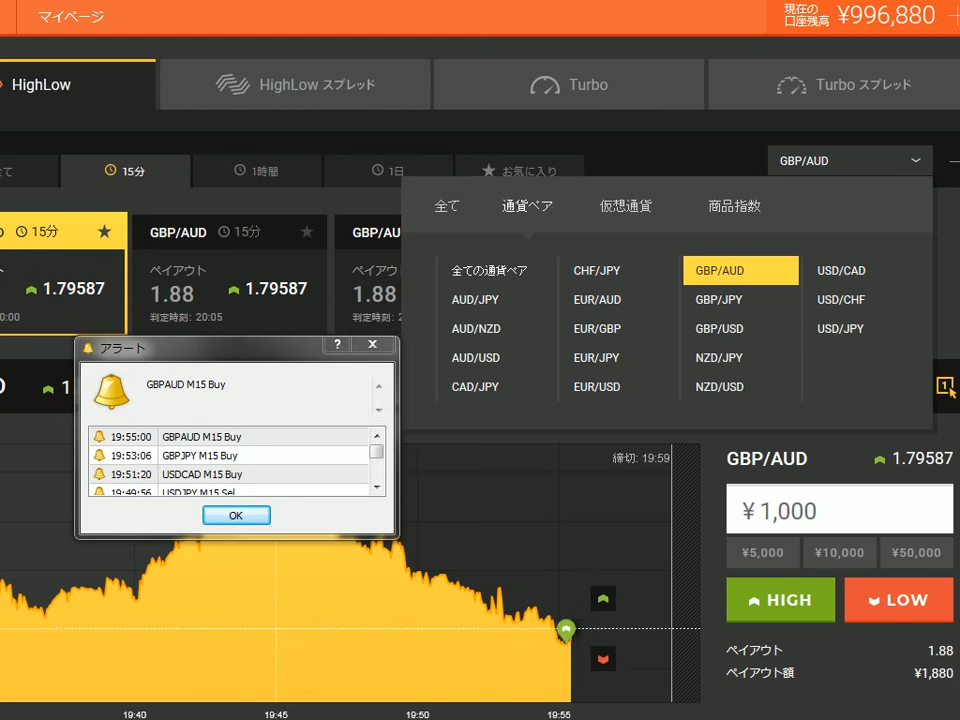 マイページ
現在の
口座残高
¥996,880
HighLow
HighLow スプレッド
Turbo
Turbo スプレッド
15分
1時間
1日
お気に入り
GBP/AUD
全て
通貨ペア
仮想通貨
商品指数
15分
GBP/AUD
15分
GBP/AU
ペイアウト
1.88
1.79587
1.79587
判定時刻: 20:05
1.88
全ての通貨ペア
AUD/JPY
AUD/NZD
AUD/USD
CAD/JPY
CHF/JPY
EUR/AUD
EUR/GBP
EUR/JPY
EUR/USD
GBP/AUD
GBP/JPY
GBP/USD
NZD/JPY
NZD/USD
USD/CAD
USD/CHF
USD/JPY
アラート
?
GBPAUD M15 Buy
19:55:00 GBPAUD M15 Buy
19:53:06 GBPJPY M15 Buy
19:51:20 USDCAD M15 Buy
19:49:56 USDJPY M15 Sel
OK
1
締切: 19:59
GBP/AUD
1.79587
¥ 1,000
¥5,000
¥10,000
¥50,000
HIGH
LOW
ペイアウト
1.88
ペイアウト額
¥1,880
19:40
19:45
19:50
19:55